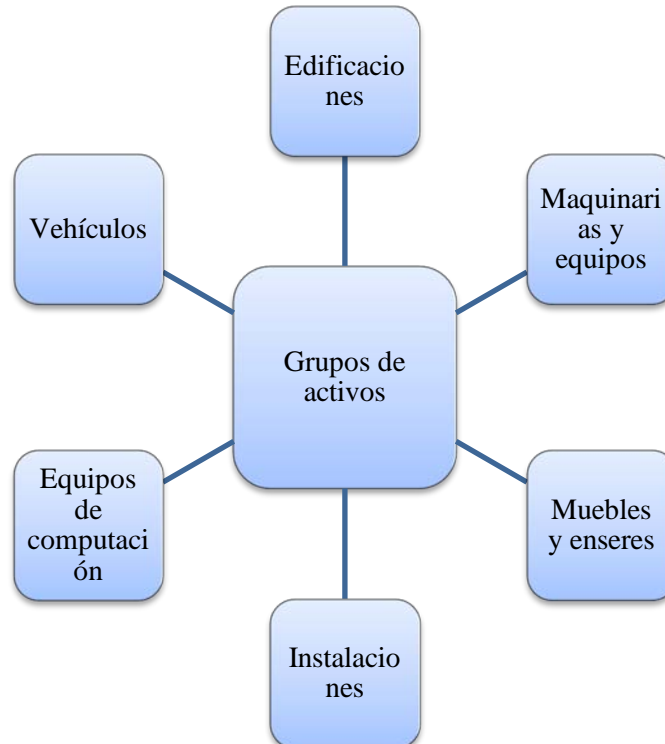 Edificacio
nes
Vehículos
Maquinari
as y
equipos
Grupos de
activos
Equipos
de
computaci
ón
Muebles
y enseres
Instalacio
nes